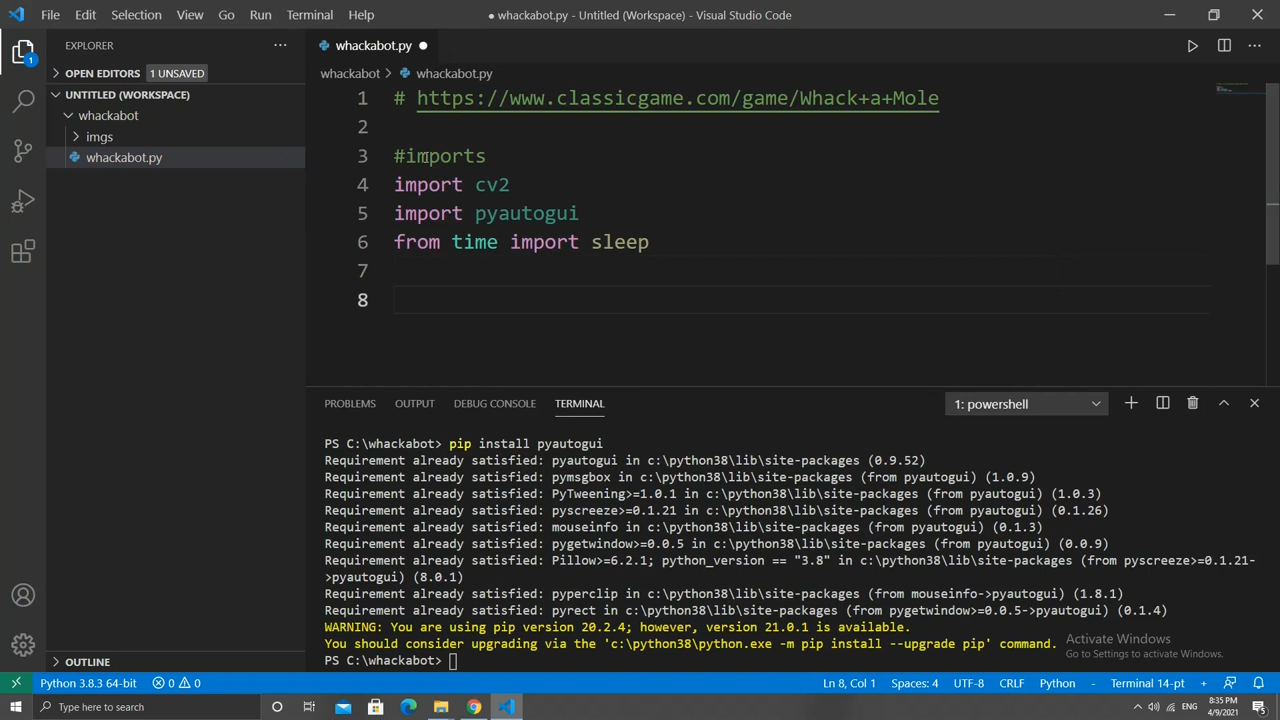 File Edit Selection View Go Run Terminal Help
● whackabot.py - Untitled (Workspace) - Visual Studio Code
EXPLORER
OPEN EDITORS 1 UNSAVED
UNTITLED (WORKSPACE)
whackabot
imgs
whackabot.py
OUTLINE
1
whackabot.py
whackabot > whackabot.py
1 # https://www.classicgame.com/game/Whack+a+Mole
2
3 #imports
4 import cv2
5 import pyautogui
6 from time import sleep
7
8
PROBLEMS OUTPUT DEBUG CONSOLE TERMINAL
1: powershell
PS C:\whackabot> pip install pyautogui
Requirement already satisfied: pyautogui in c:\python38\lib\site-packages (0.9.52)
Requirement already satisfied: pymsgbox in c:\python38\lib\site-packages (from pyautogui) (1.0.9)
Requirement already satisfied: PyTweening>=1.0.1 in c:\python38\lib\site-packages (from pyautogui) (1.0.3)
Requirement already satisfied: pyscreeze>=0.1.21 in c:\python38\lib\site-packages (from pyautogui) (0.1.26)
Requirement already satisfied: mouseinfo in c:\python38\lib\site-packages (from pyautogui) (0.1.3)
Requirement already satisfied: pygetwindow>=0.0.5 in c:\python38\lib\site-packages (from pyautogui) (0.0.9)
Requirement already satisfied: Pillow>=6.2.1; python_version == "3.8" in c:\python38\lib\site-packages (from pyscreeze>=0.1.21-
>pyautogui) (8.0.1)
Requirement already satisfied: pyperclip in c:\python38\lib\site-packages (from mouseinfo->pyautogui) (1.8.1)
Requirement already satisfied: pyrect in c:\python38\lib\site-packages (from pygetwindow>=0.0.5->pyautogui) (0.1.4)
WARNING: You are using pip version 20.2.4; however, version 21.0.1 is available.
You should consider upgrading via the 'c:\python38\python.exe -m pip install --upgrade pip' command.
PS C:\whackabot>
Activate Windows
Go to Settings to activate Windows.
Python 3.8.3 64-bit 0 0 Ln 8, Col 1 Spaces: 4 UTF-8 CRLF Python - Terminal 14-pt +
Type here to search
ENG
8:35 PM
4/9/2021
5